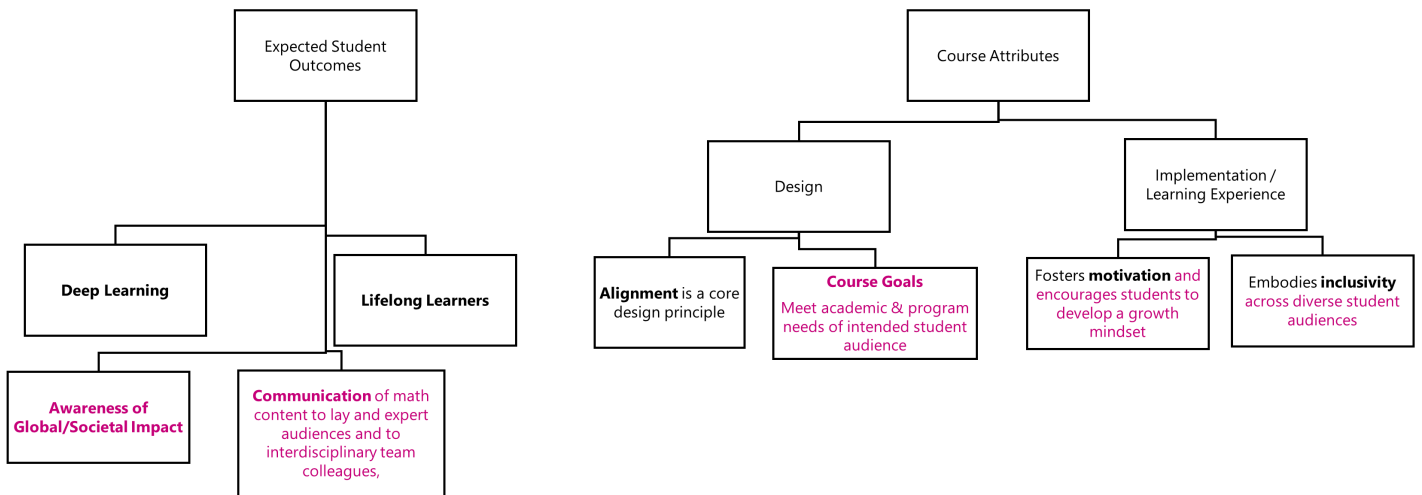 Expected Student
Outcomes
Deep Learning
Lifelong Learners
Awareness of
Global/Societal Impact
Communication of math
content to lay and expert
audiences and to
interdisciplinary team
colleagues,
Course Attributes
Design
Implementation /
Learning Experience
Alignment is a core
design principle
Course Goals
Meet academic & program
needs of intended student
audience
Fosters motivation and
encourages students to
develop a growth
mindset
Embodies inclusivity
across diverse student
audiences